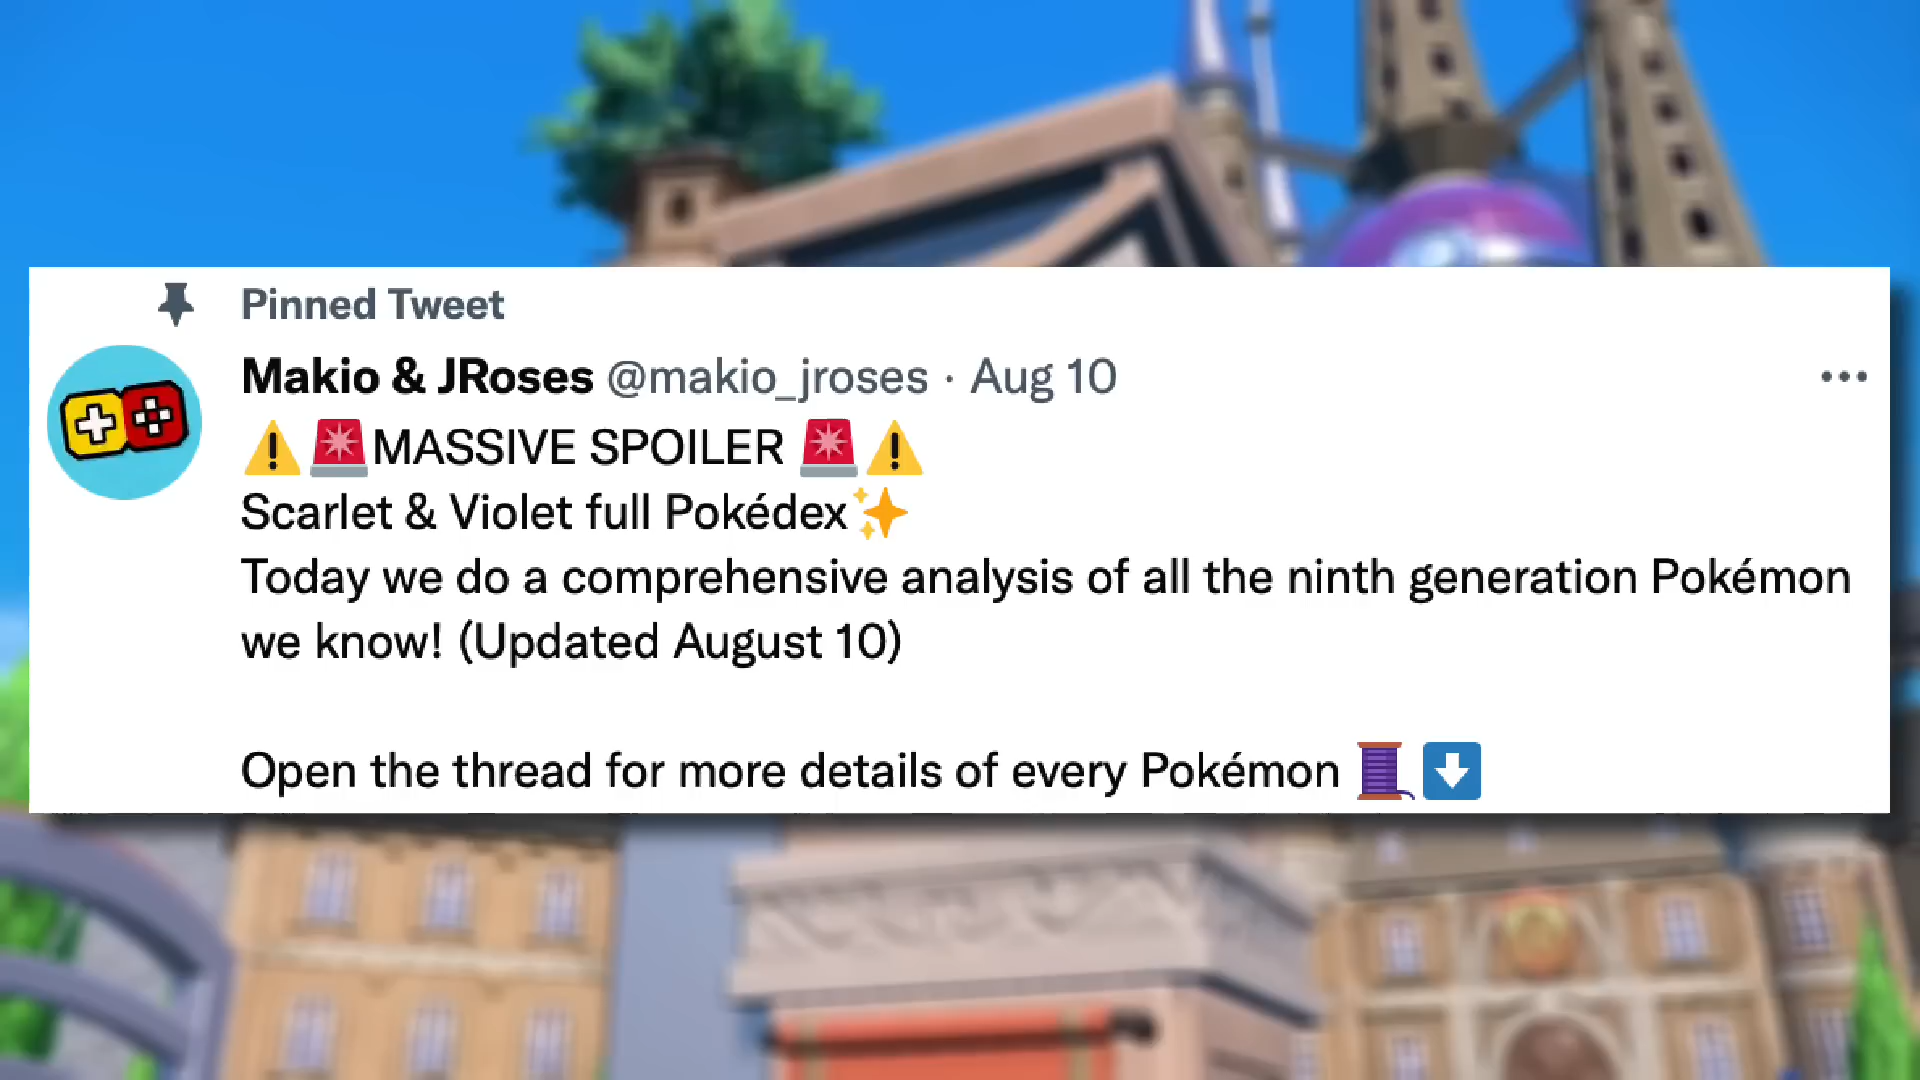 Pinned Tweet
Makio & JRoses @makio_jroses · Aug 10
⚠️🚨MASSIVE SPOILER 🚨⚠️
Scarlet & Violet full Pokédex✨
Today we do a comprehensive analysis of all the ninth generation Pokémon
we know! (Updated August 10)
Open the thread for more details of every Pokémon 🧵⬇️